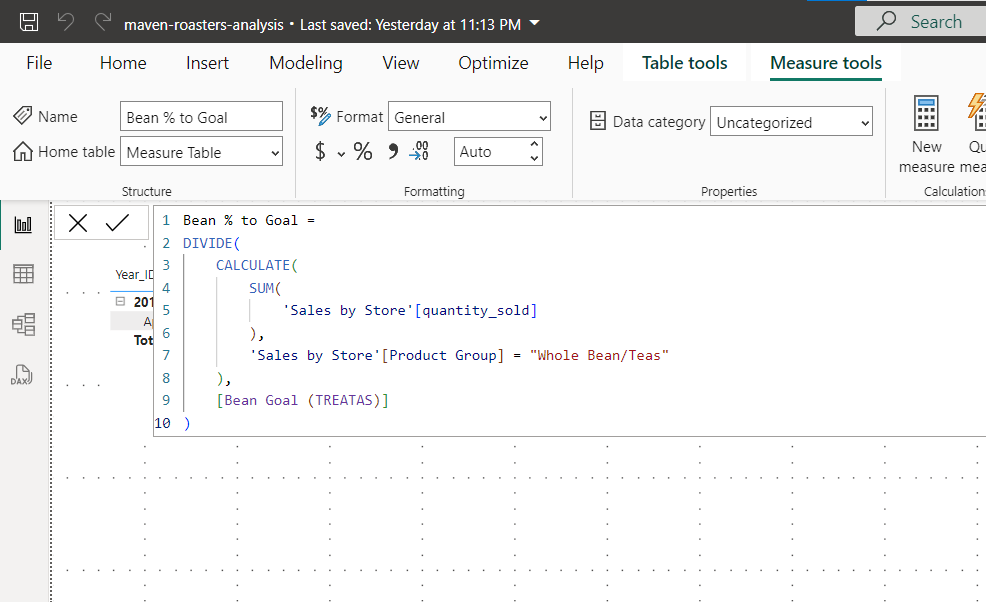 maven-roasters-analysis • Last saved: Yesterday at 11:13 PM
Search
File Home Insert Modeling View Optimize Help Table tools Measure tools
Name Bean % to Goal
Home table Measure Table
Structure
Format General
$ % 9 .00 →.0 Auto
Formatting
Data category Uncategorized
Properties
New
measure
Calculation
1 Bean % to Goal =
2 DIVIDE(
3 CALCULATE(
4 SUM(
5 'Sales by Store'[quantity_sold]
6 ),
7 'Sales by Store'[Product Group] = "Whole Bean/Teas"
8 ),
9 [Bean Goal (TREATAS)]
10 )
Year_ID
201
Tot
DAX